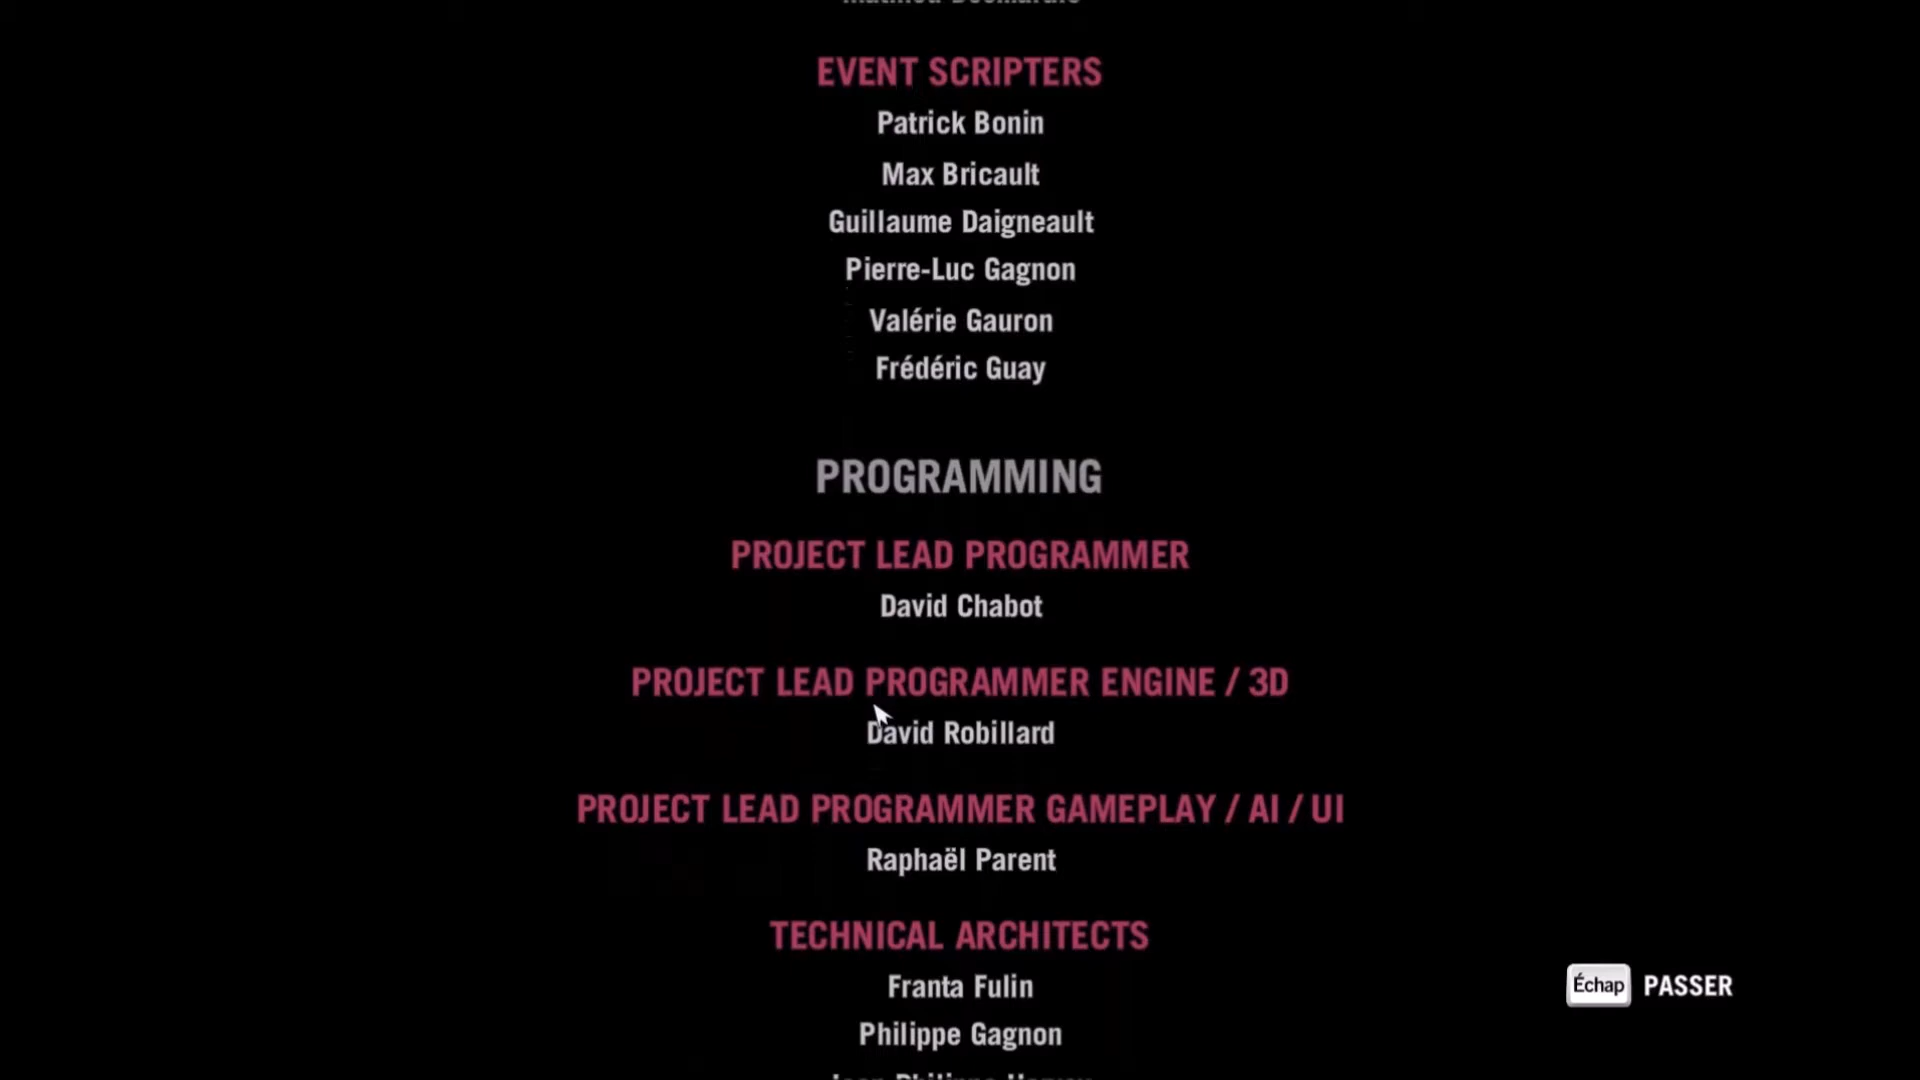 EVENT SCRIPTERS
Patrick Bonin
Max Bricault
Guillaume Daigneault
Pierre-Luc Gagnon
Valérie Gauron
Frédéric Guay
PROGRAMMING
PROJECT LEAD PROGRAMMER
David Chabot
PROJECT LEAD PROGRAMMER ENGINE / 3D
David Robillard
PROJECT LEAD PROGRAMMER GAMEPLAY / AI / UI
Raphaël Parent
TECHNICAL ARCHITECTS
Franta Fulin
Échap PASSER
Philippe Gagnon